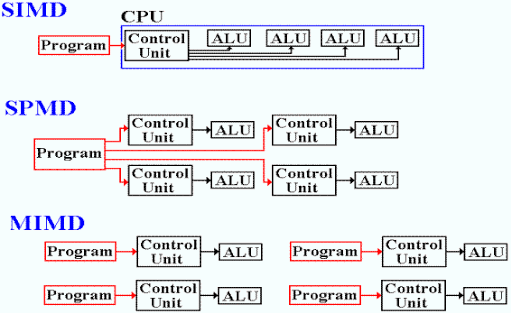 SIMD
CPU
Program
Control
Unit
ALU
ALU
ALU
ALU
SPMD
Program
Control
Unit
ALU
Control
Unit
ALU
Control
Unit
ALU
Control
Unit
ALU
MIMD
Program
Control
Unit
ALU
Program
Control
Unit
ALU
Program
Control
Unit
ALU
Program
Control
Unit
ALU